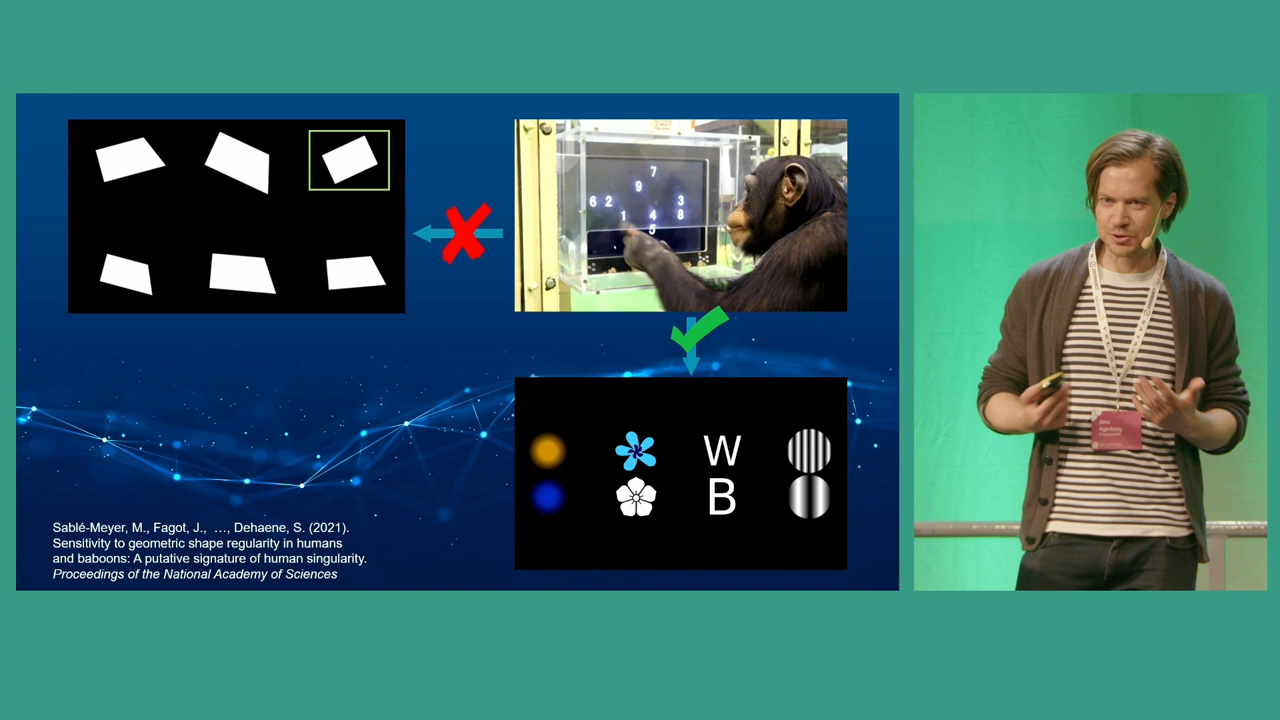 7
9
6 2 3
1 4 8
5
W
B
Sablé-Meyer, M., Fagot, J., …, Dehaene, S. (2021).
Sensitivity to geometric shape regularity in humans
and baboons: A putative signature of human singularity.
Proceedings of the National Academy of Sciences
Jens